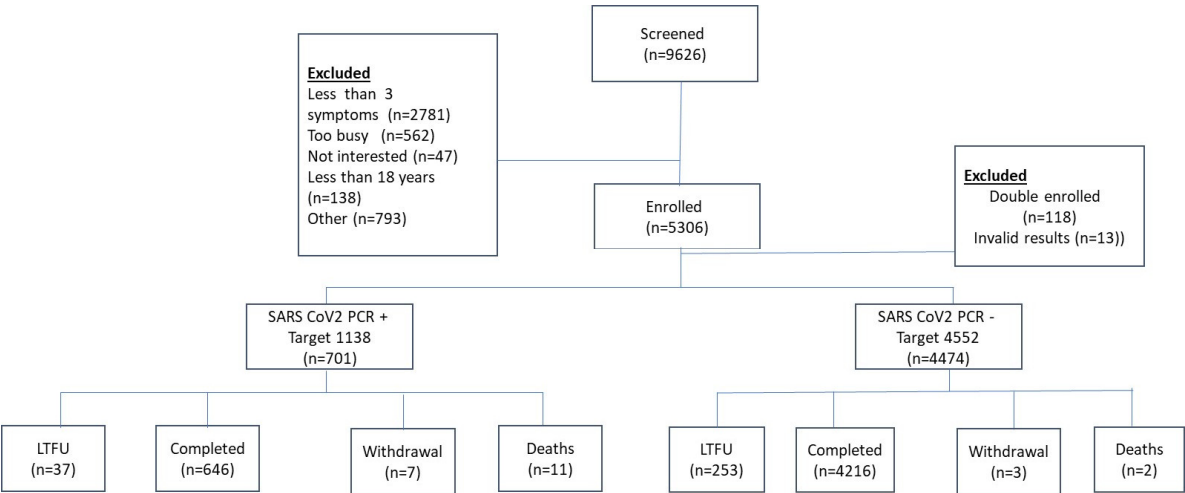 Screened
(n=9626)
Excluded
Less than 3
symptoms (n=2781)
Too busy (n=562)
Not interested (n=47)
Less than 18 years
(n=138)
Other (n=793)
Enrolled
(n=5306)
Excluded
Double enrolled
(n=118)
Invalid results (n=13))
SARS CoV2 PCR +
Target 1138
(n=701)
SARS CoV2 PCR -
Target 4552
(n=4474)
LTFU
(n=37)
Completed
(n=646)
Withdrawal
(n=7)
Deaths
(n=11)
LTFU
(n=253)
Completed
(n=4216)
Withdrawal
(n=3)
Deaths
(n=2)